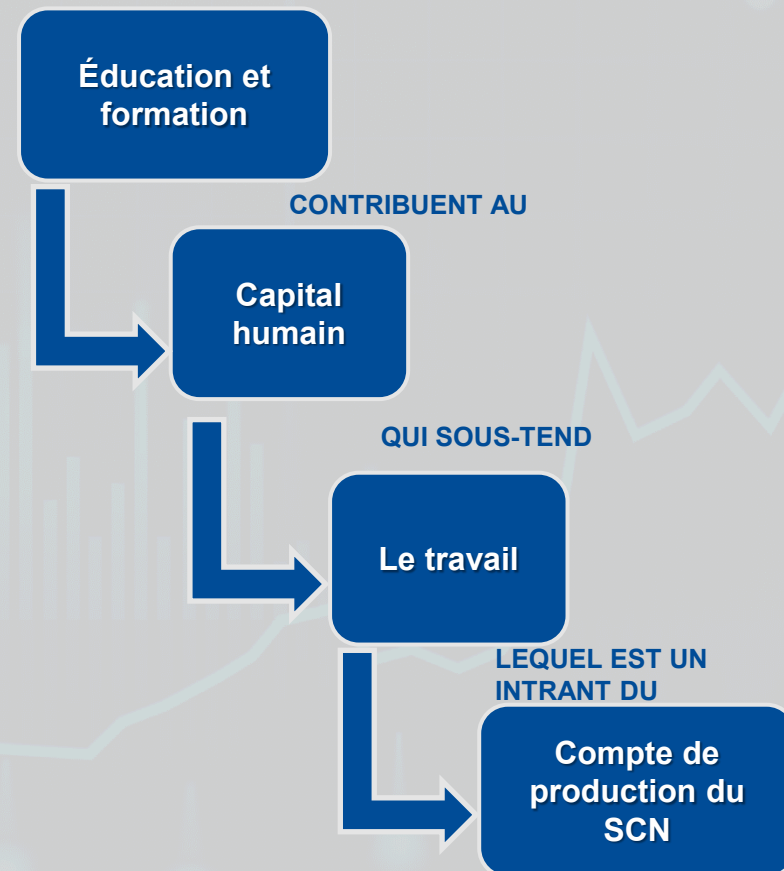 Éducation et
formation
CONTRIBUENT AU
Capital
humain
QUI SOUS-TEND
Le travail
LEQUEL EST UN
INTRANT DU
Compte de
production du
SCN